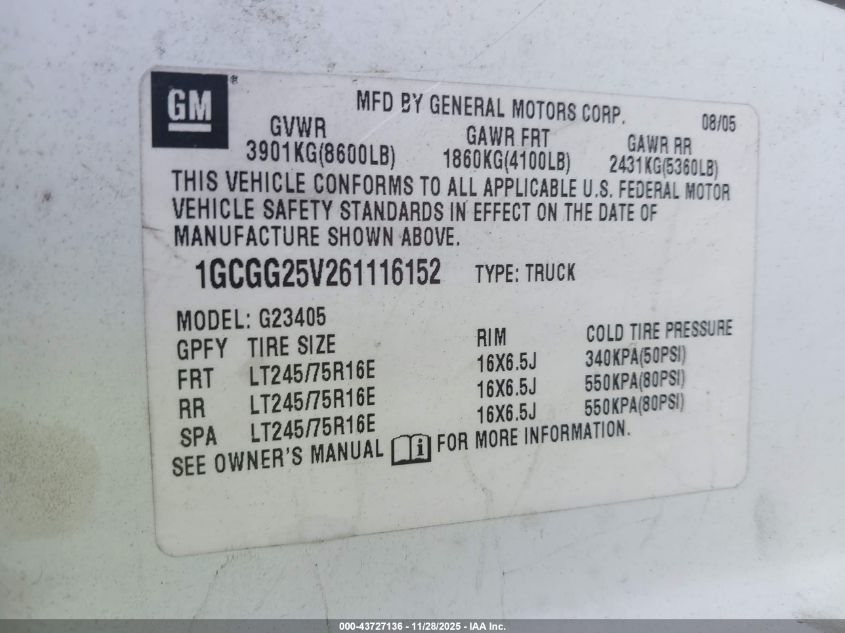 GM®
MFD BY GENERAL MOTORS CORP. 08/05
GVWR GAWR FRT GAWR RR
3901KG(8600LB) 1860KG(4100LB) 2431KG(5360LB)
THIS VEHICLE CONFORMS TO ALL APPLICABLE U.S. FEDERAL MOTOR
VEHICLE SAFETY STANDARDS IN EFFECT ON THE DATE OF
MANUFACTURE SHOWN ABOVE.
1GCGG25V261116152 TYPE: TRUCK
MODEL: G23405
GPFY TIRE SIZE RIM COLD TIRE PRESSURE
FRT LT245/75R16E 16X6.5J 340KPA(50PSI)
RR LT245/75R16E 16X6.5J 550KPA(80PSI)
SPA LT245/75R16E 16X6.5J 550KPA(80PSI)
SEE OWNER'S MANUAL i FOR MORE INFORMATION.
000-43727136 - 11/28/2025 - IAA Inc.